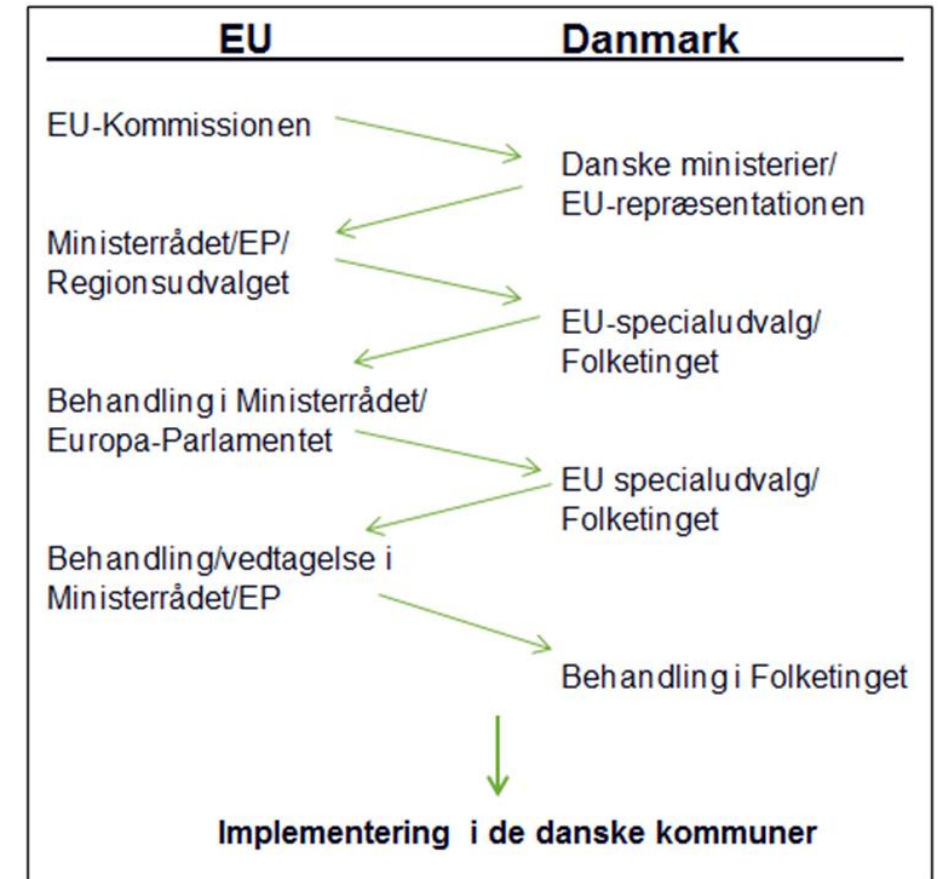 EU Danmark
EU-Kommissionen
Danske ministerier/
EU-repræsentationen
Ministerrådet/EP/
Regionsudvalget
EU-specialudvalg/
Folketinget
Behandling i Ministerrådet/
Europa-Parlamentet
EU specialudvalg/
Folketinget
Behandling/vedtagelse i
Ministerrådet/EP
Behandling i Folketinget
Implementering i de danske kommuner